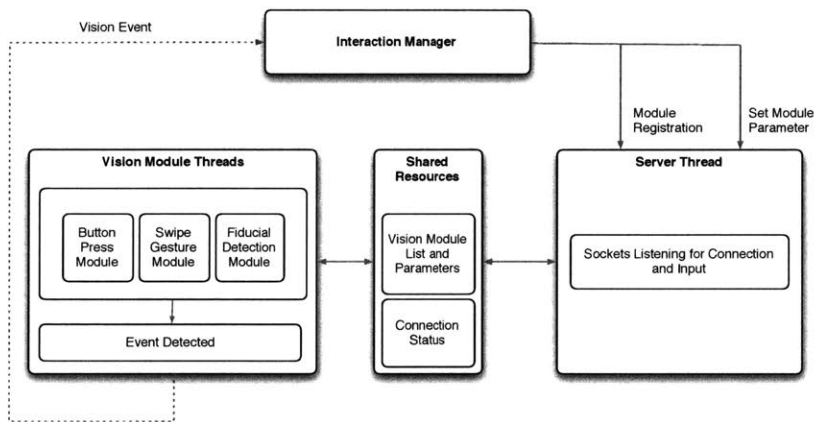 Vision Event
Interaction Manager
Module
Registration
Set Module
Parameter
Vision Module Threads
Button
Press
Module
Swipe
Gesture
Module
Fiducial
Detection
Module
Event Detected
Shared
Resources
Vision Module
List and
Parameters
Connection
Status
Server Thread
Sockets Listening for Connection
and Input